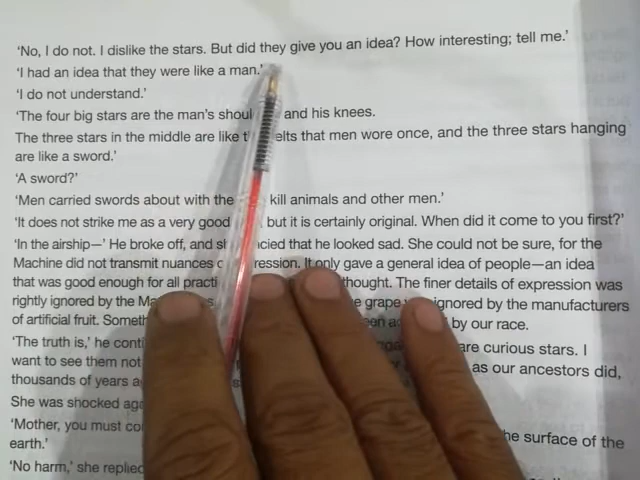 ‘No, I do not. I dislike the stars. But did they give you an idea? How interesting; tell me.’
‘I had an idea that they were like a man.’
‘I do not understand.’
‘The four big stars are the man’s shoul and his knees.
The three stars in the middle are like t elts that men wore once, and the three stars hanging
are like a sword.’
‘A sword?’
‘Men carried swords about with the kill animals and other men.’
‘It does not strike me as a very good but it is certainly original. When did it come to you first?’
‘In the airship—’ He broke off, and sh ncied that he looked sad. She could not be sure, for the
Machine did not transmit nuances o ression. It only gave a general idea of people—an idea
that was good enough for all practi thought. The finer details of expression was
rightly ignored by the Ma e grape ignored by the manufacturers
of artificial fruit. Someth een ac by our race.
‘The truth is,’ he conti are curious stars. I
want to see them not as our ancestors did,
thousands of years a
She was shocked aga
‘Mother, you must co he surface of the
earth.’
‘No harm,’ she replied